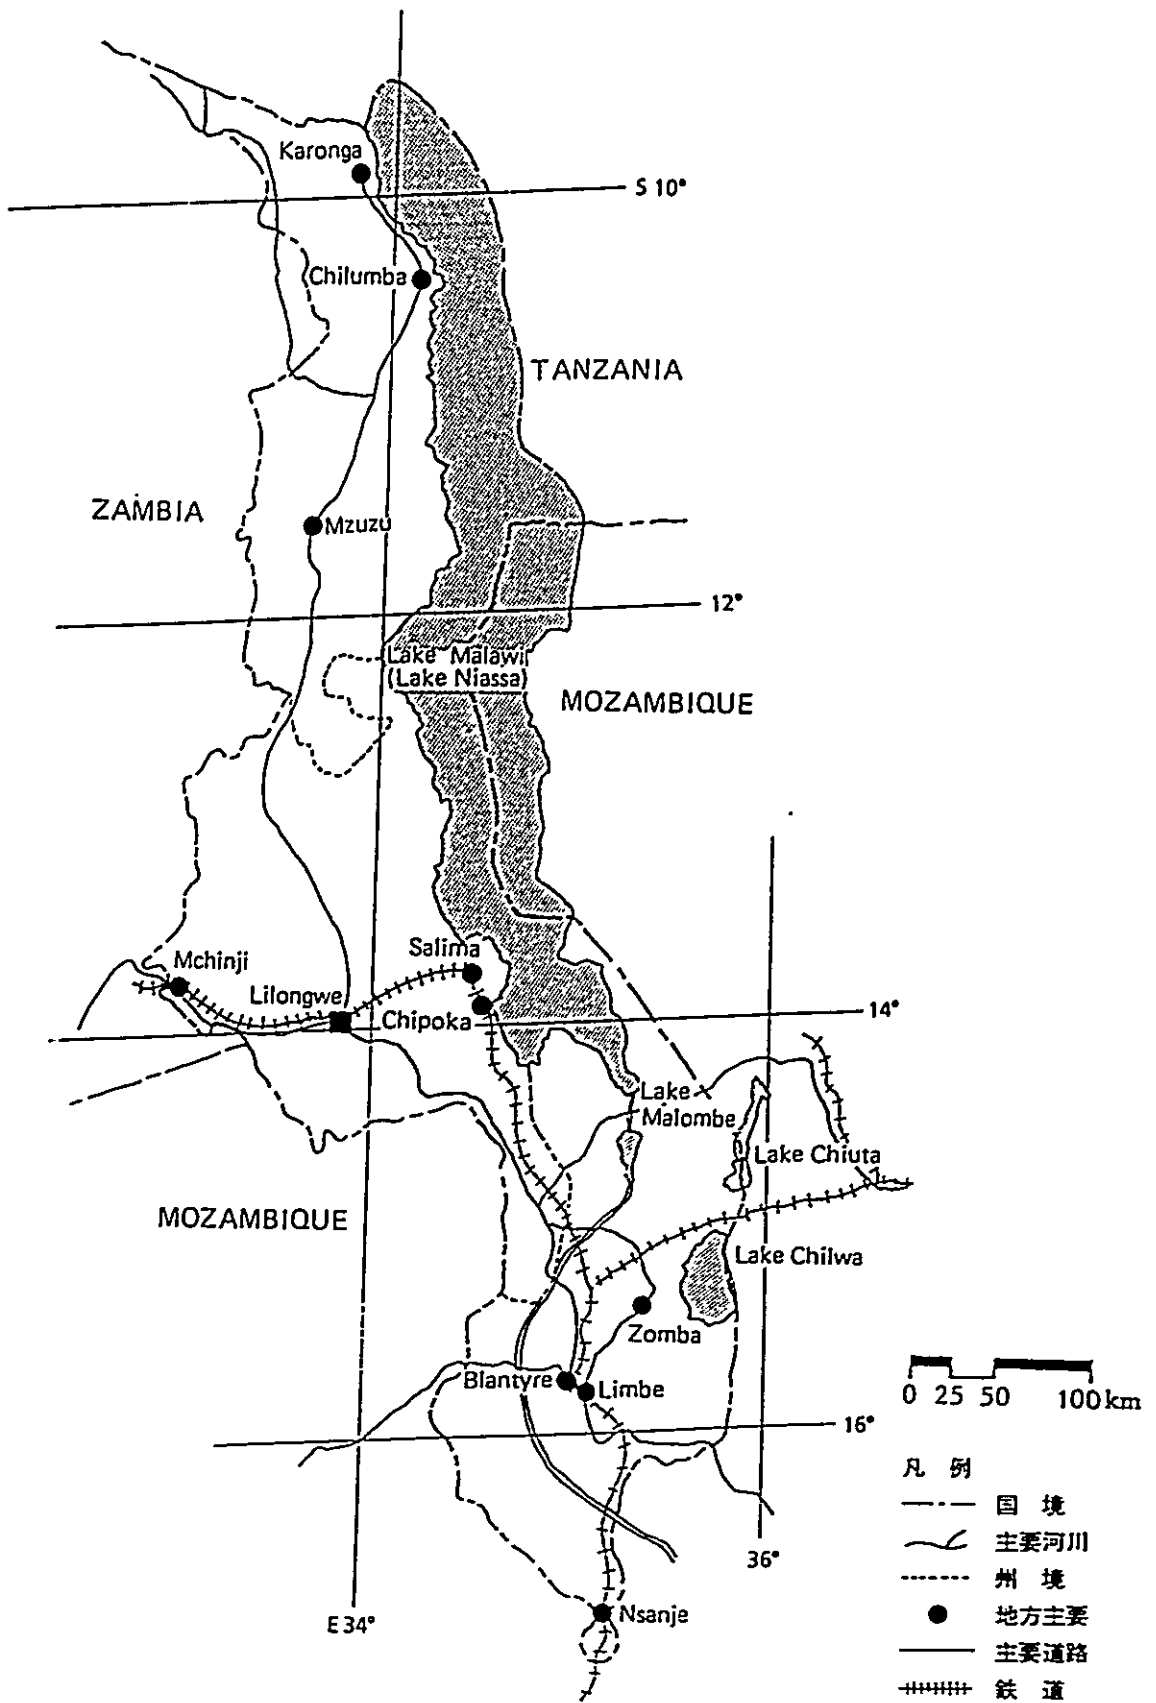 Karonga
S 10°
Chilumba
TANZANIA
ZAMBIA
Mzuzu
12°
Lake Malawi
(Lake Niassa)
MOZAMBIQUE
Salima
Mchinji
Lilongwe
Chipoka
14°
Lake
Malombe
Lake Chiuta
MOZAMBIQUE
Lake Chilwa
Zomba
Blantyre
Limbe
0 25 50 100 km
16°
凡 例
国 境
主要河川
36°
州 境
地方主要
E 34°
Nsanje
主要道路
鉄 道